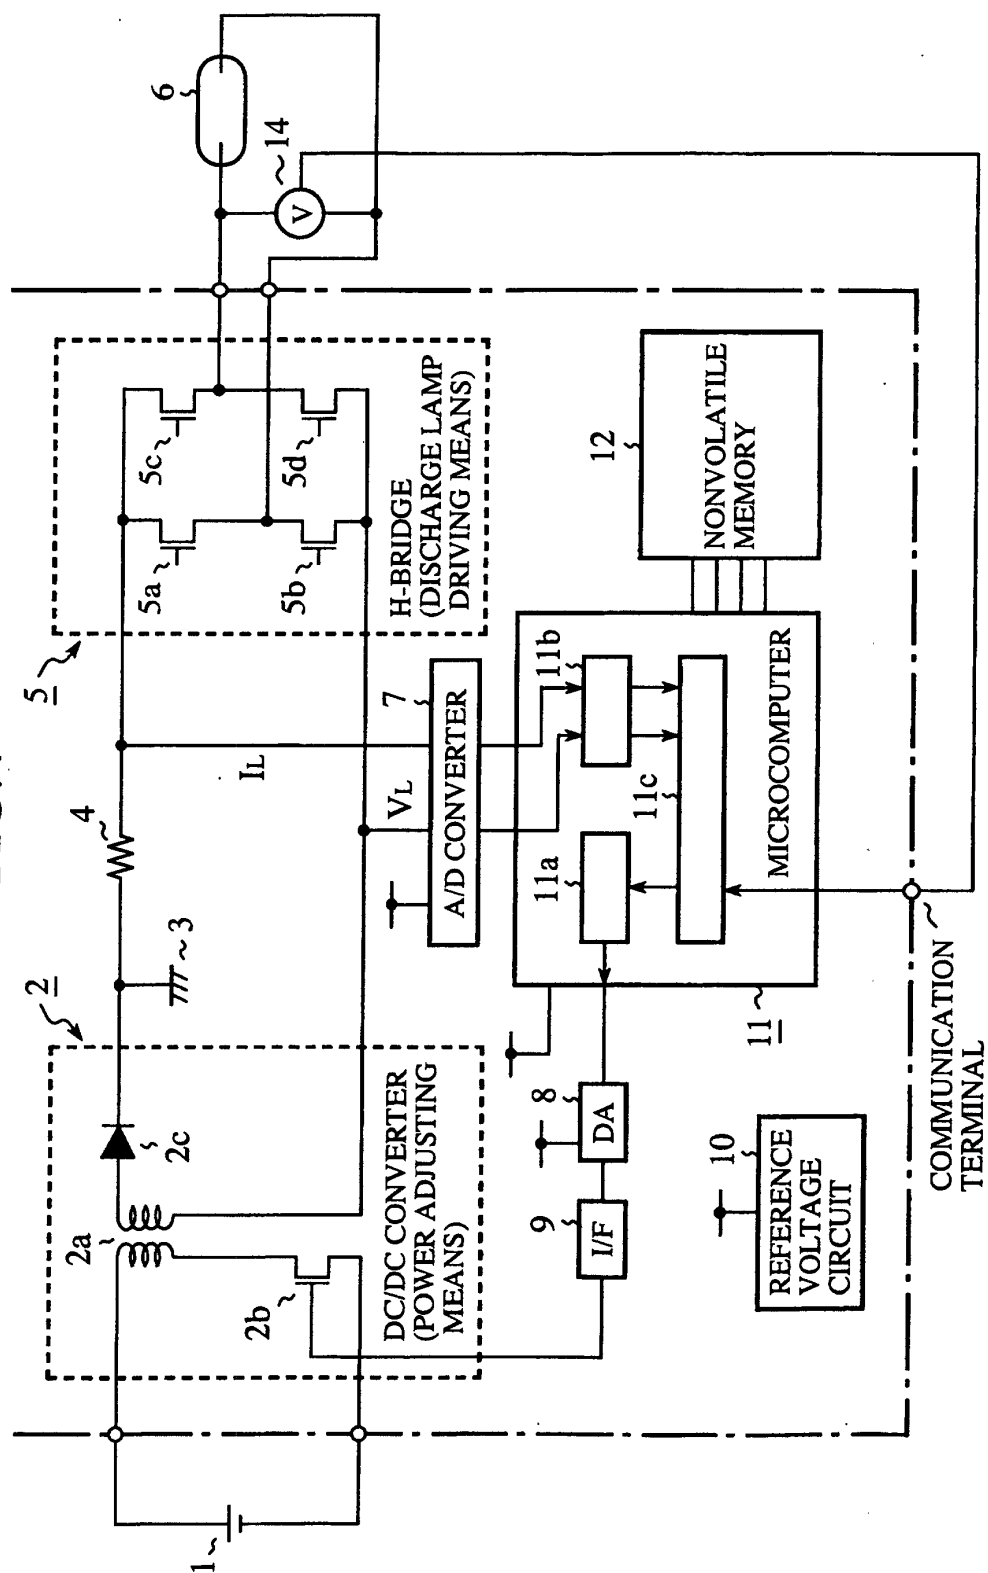 1
2
2a
2b
2c
DC/DC CONVERTER
(POWER ADJUSTING
MEANS)
3
4
5
5a
5b
5c
5d
H-BRIDGE
(DISCHARGE LAMP
DRIVING MEANS)
6
14
V
IL
VL
7
A/D CONVERTER
8
DA
9
I/F
10
REFERENCE
VOLTAGE
CIRCUIT
11
11a
11b
11c
MICROCOMPUTER
12
NONVOLATILE
MEMORY
COMMUNICATION
TERMINAL